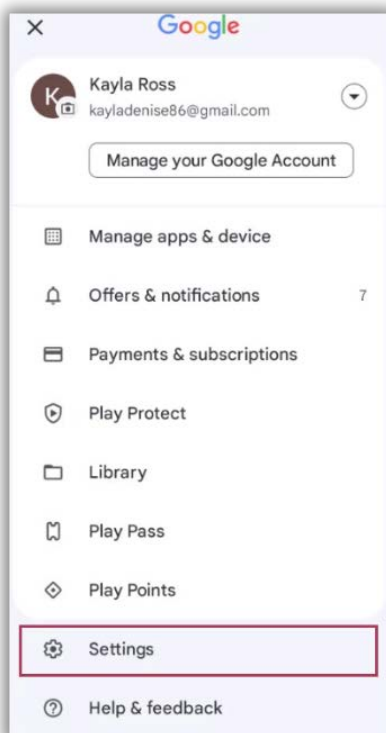 Google
K
Kayla Ross
kayladenise86@gmail.com
Manage your Google Account
Manage apps & device
Offers & notifications 7
Payments & subscriptions
Play Protect
Library
Play Pass
Play Points
Settings
Help & feedback